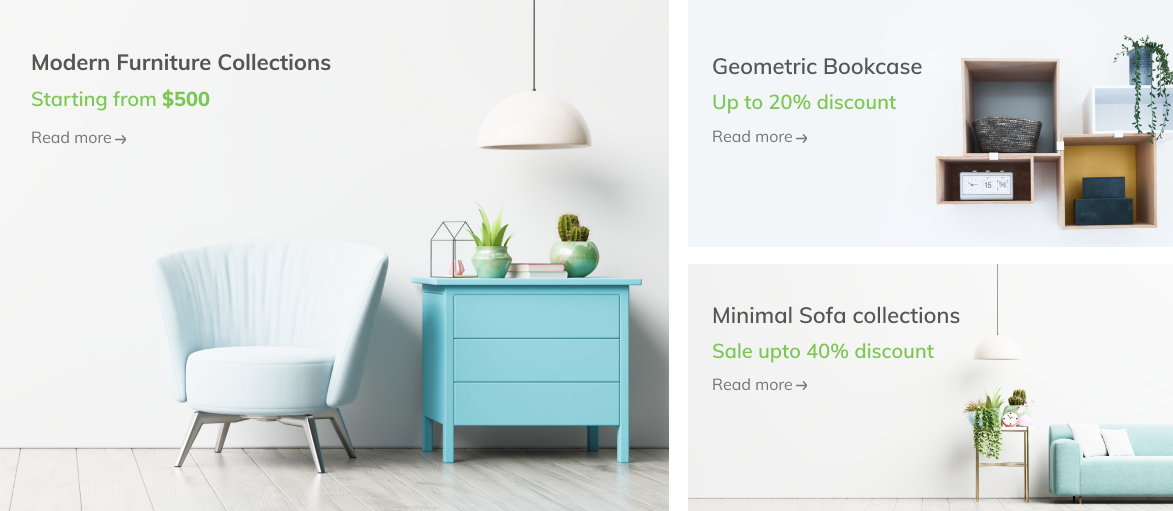 Modern Furniture Collections
Starting from $500
Read more →
Geometric Bookcase
Up to 20% discount
Read more →
15
Minimal Sofa collections
Sale upto 40% discount
Read more →